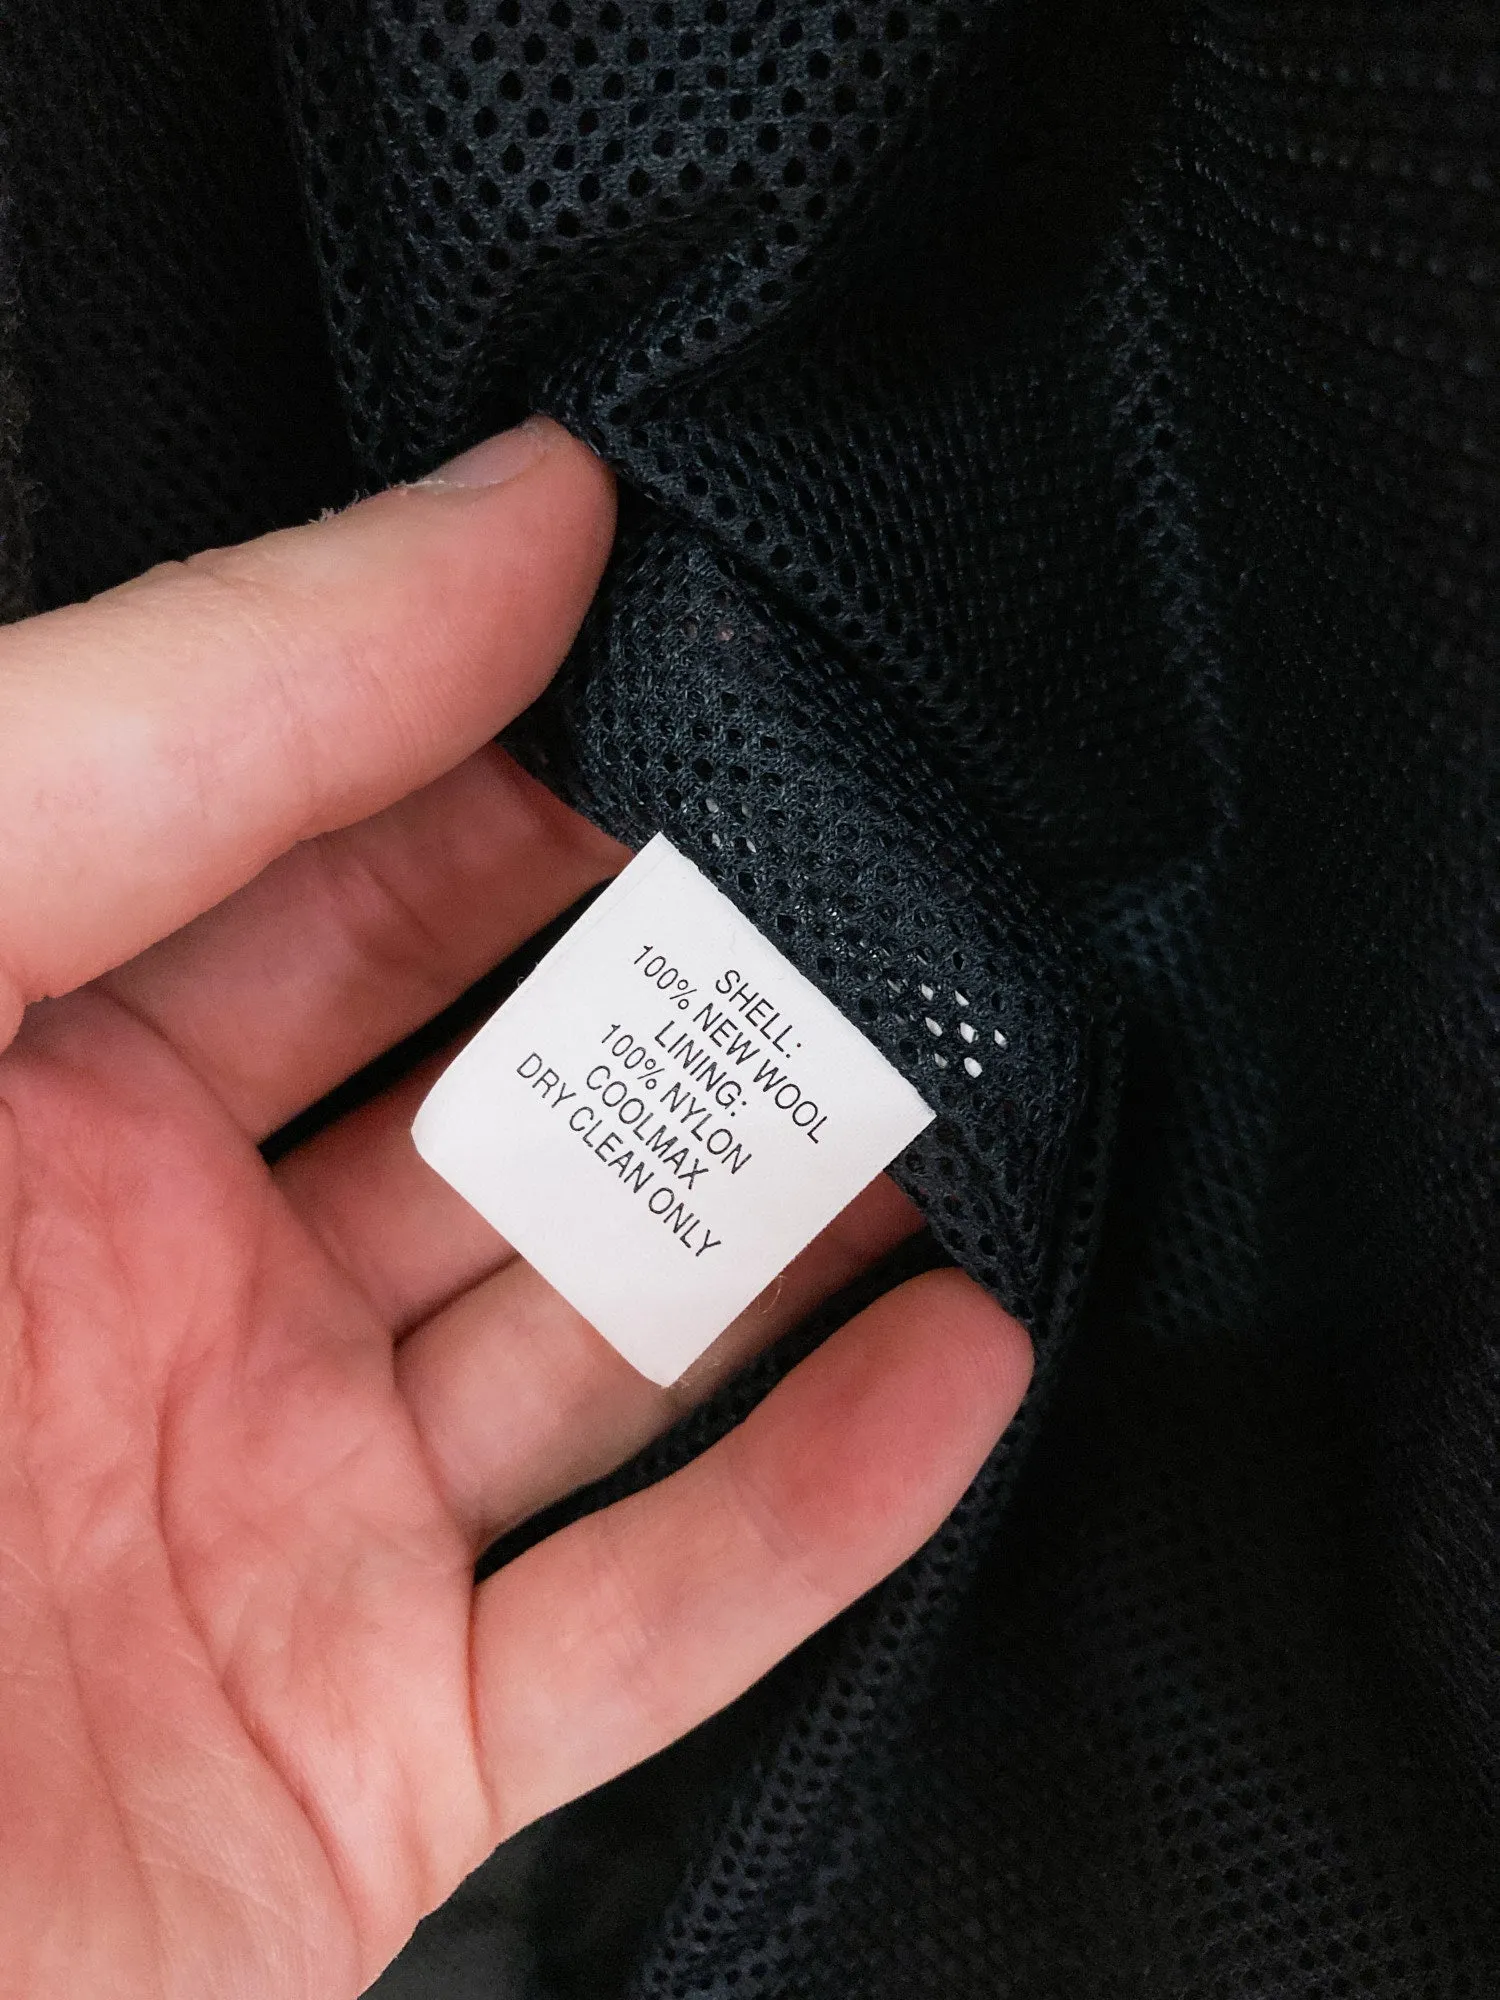 SHELL:
100% NEW WOOL
LINING:
100% NYLON
COOLMAX
DRY CLEAN ONLY